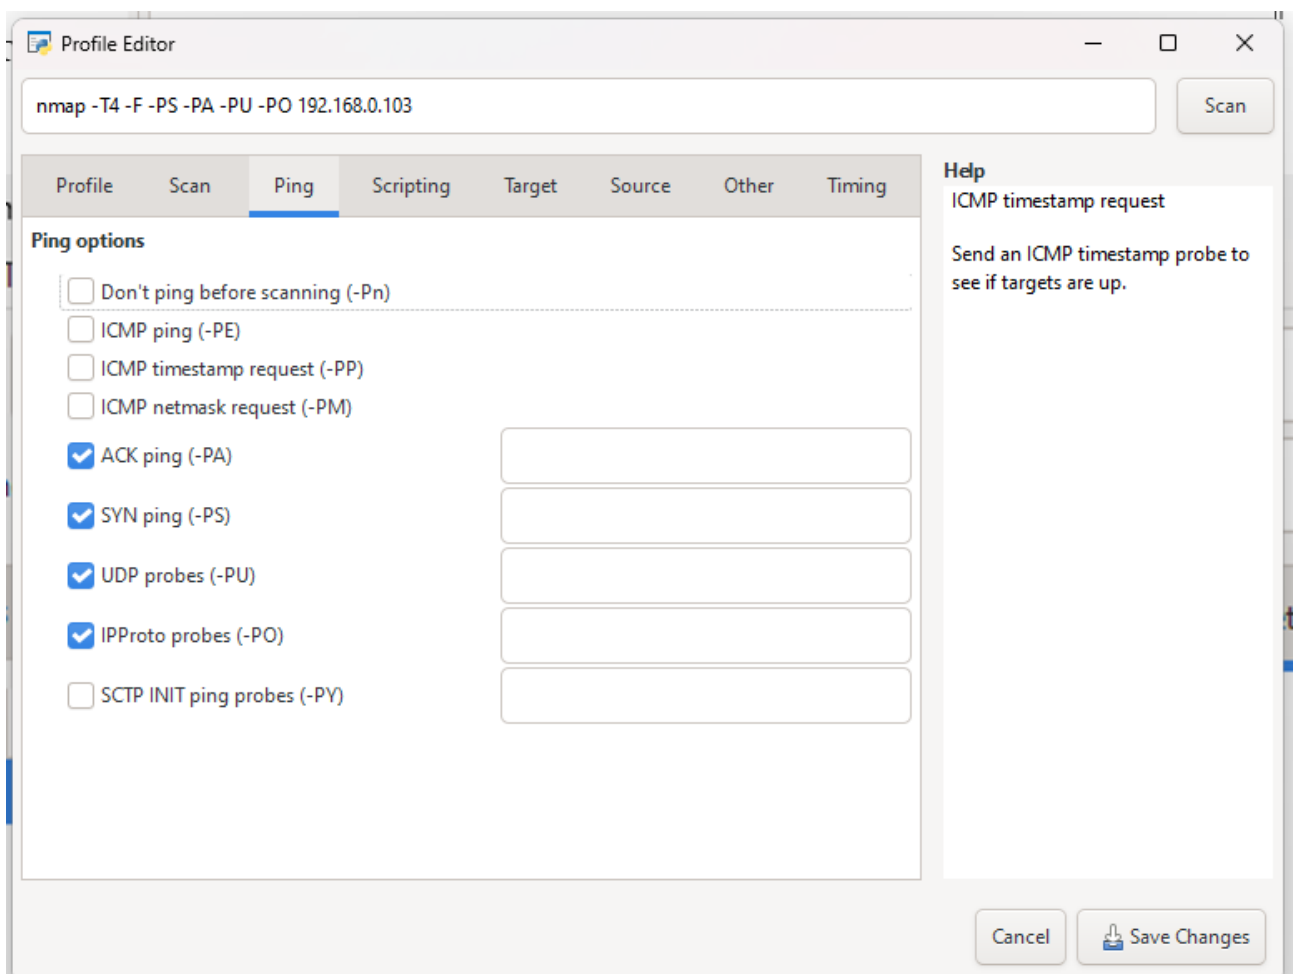 Profile Editor
nmap -T4 -F -PS -PA -PU -PO 192.168.0.103
Scan
Profile Scan Ping Scripting Target Source Other Timing
Ping options
Don't ping before scanning (-Pn)
ICMP ping (-PE)
ICMP timestamp request (-PP)
ICMP netmask request (-PM)
ACK ping (-PA)
SYN ping (-PS)
UDP probes (-PU)
IPProto probes (-PO)
SCTP INIT ping probes (-PY)
Help
ICMP timestamp request
Send an ICMP timestamp probe to
see if targets are up.
Cancel
Save Changes